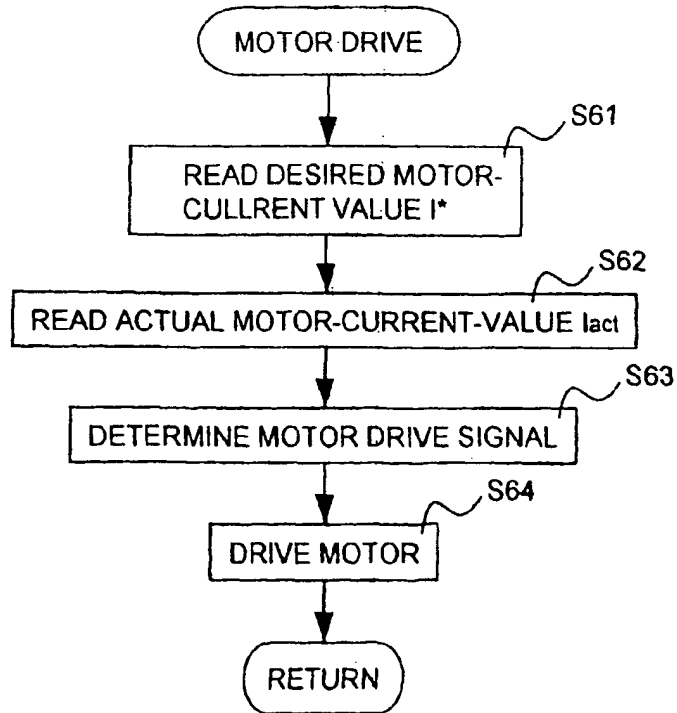 MOTOR DRIVE
S61
READ DESIRED MOTOR-
CULLRENT VALUE I*
S62
READ ACTUAL MOTOR-CURRENT-VALUE Iact
S63
DETERMINE MOTOR DRIVE SIGNAL
S64
DRIVE MOTOR
RETURN